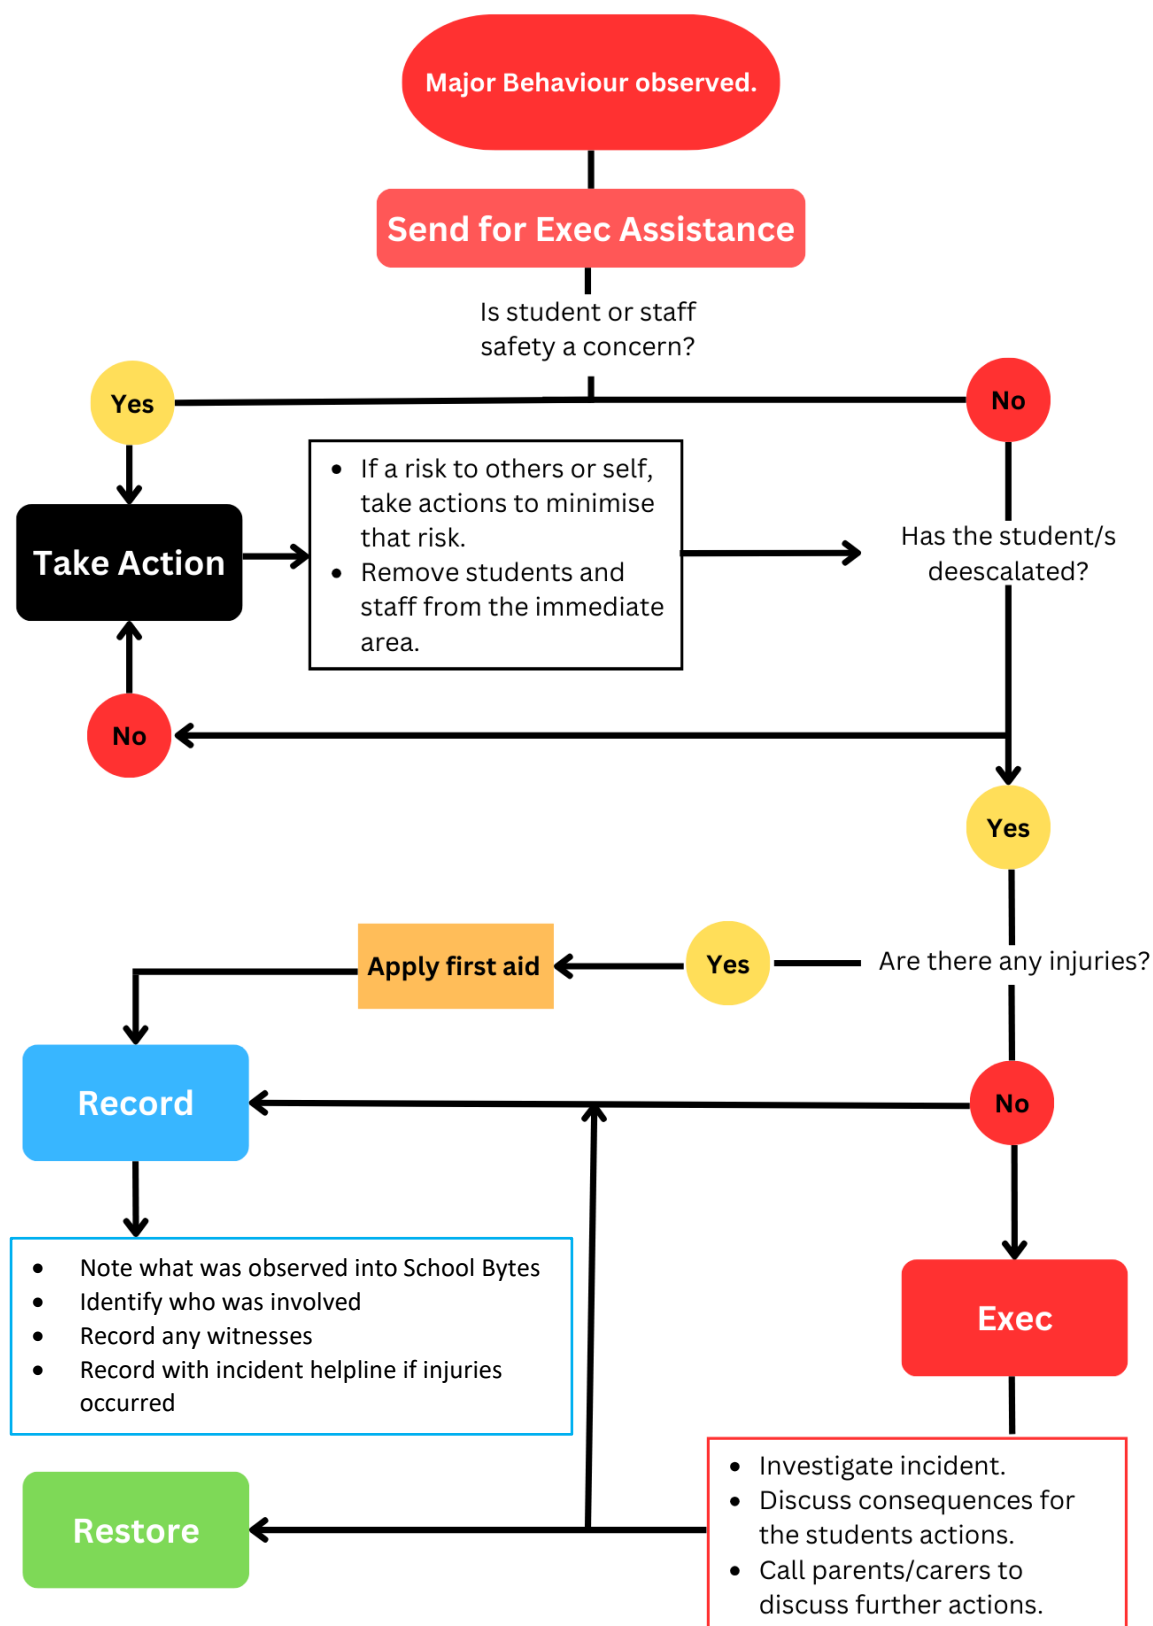 Major Behaviour observed.
Send for Exec Assistance
Is student or staff
safety a concern?
Yes
No
• If a risk to others or self,
take actions to minimise
that risk.
• Remove students and
staff from the immediate
area.
Take Action
Has the student/s
deescalated?
No
Yes
Apply first aid
Yes
Are there any injuries?
Record
No
• Note what was observed into School Bytes
• Identify who was involved
• Record any witnesses
• Record with incident helpline if injuries
occurred
Exec
• Investigate incident.
• Discuss consequences for
the students actions.
• Call parents/carers to
discuss further actions.
Restore